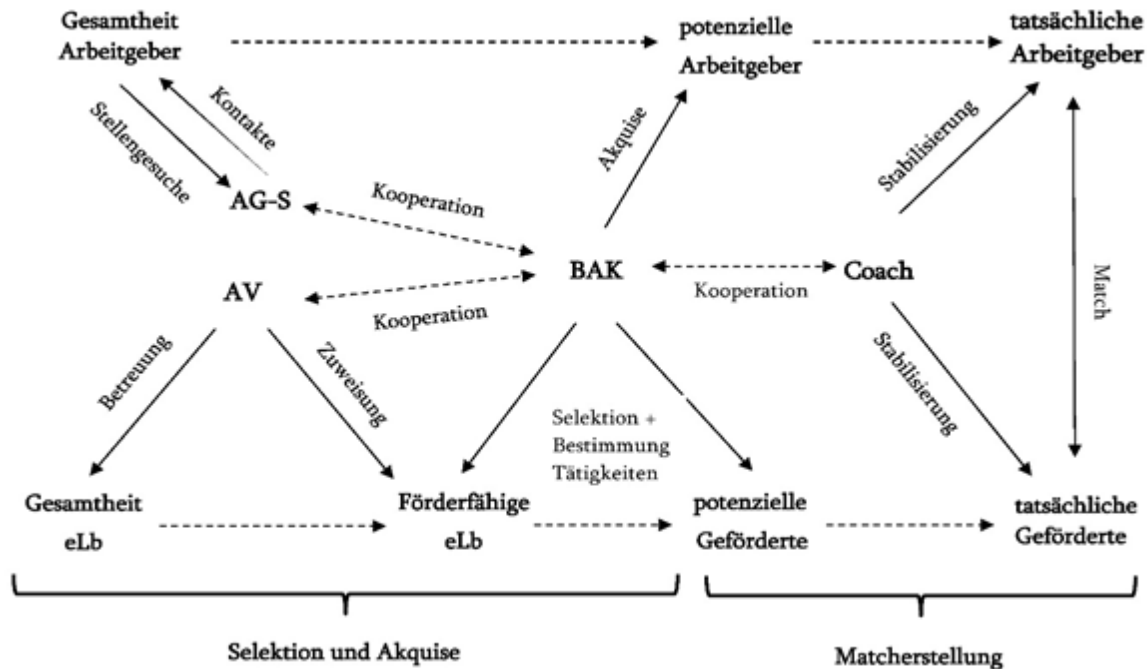 Gesamtheit
Arbeitgeber
potenzielle
Arbeitgeber
tatsächliche
Arbeitgeber
Kontakte
Stellengesuche
Akquise
Stabilisierung
AG-S
Kooperation
BAK
Coach
AV
Kooperation
Kooperation
Match
Betreuung
Zuweisung
Stabilisierung
Selektion +
Bestimmung
Tätigkeiten
Gesamtheit
eLb
Förderfähige
eLb
potenzielle
Geförderte
tatsächliche
Geförderte
Selektion und Akquise
Matcherstellung